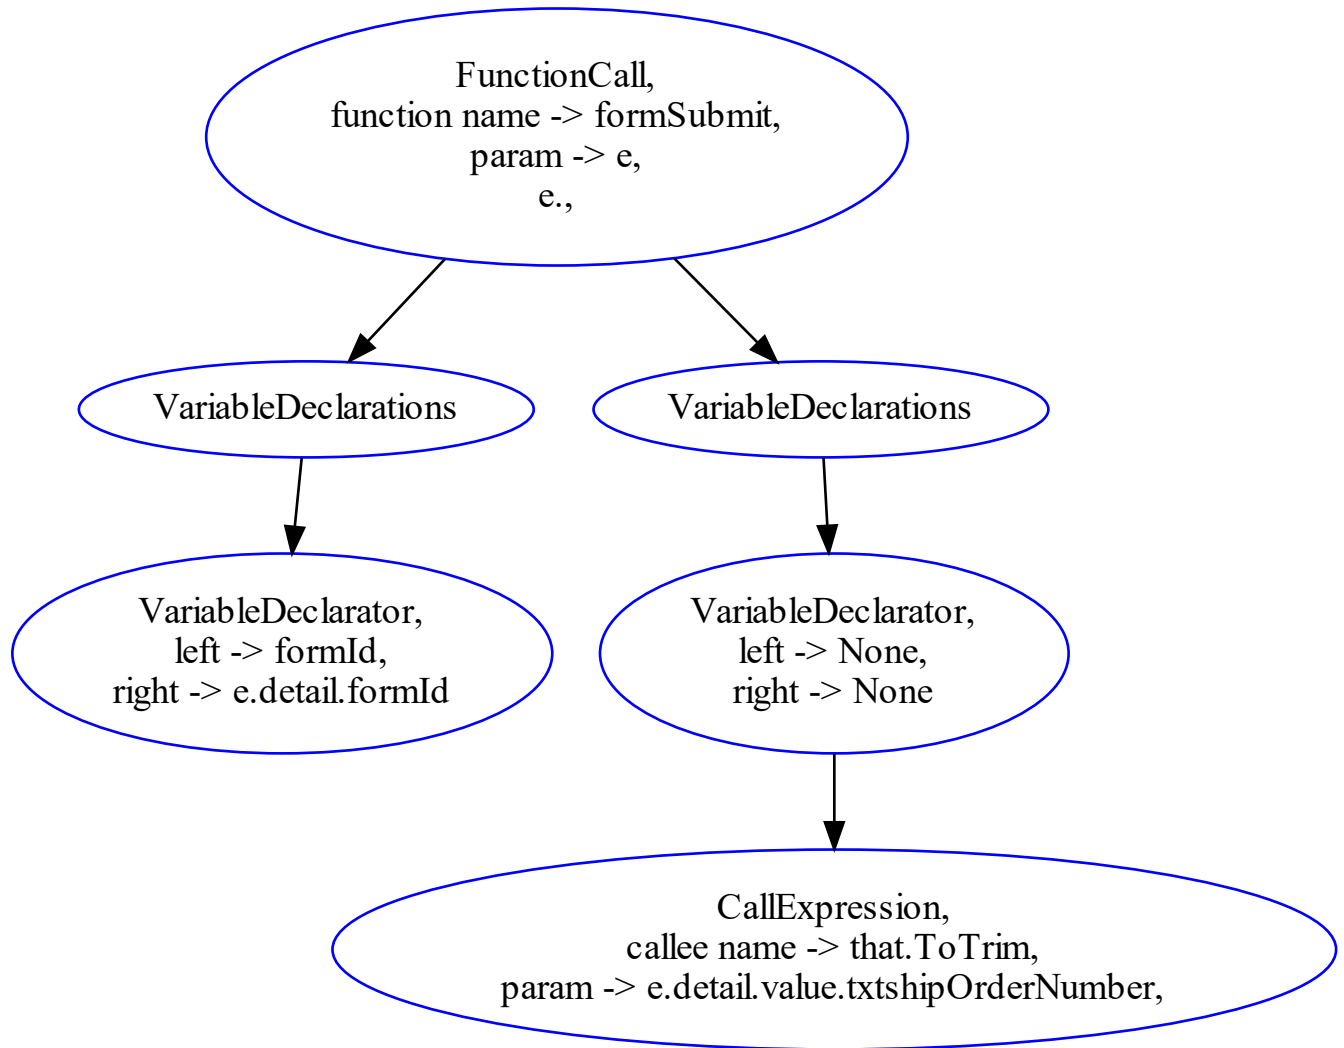 FunctionCall,
function name -> formSubmit,
param -> e,
e.,
VariableDeclarations
VariableDeclarations
VariableDeclarator,
left -> formId,
right -> e.detail.formId
VariableDeclarator,
left -> None,
right -> None
CallExpression,
callee name -> that.ToTrim,
param -> e.detail.value.txtshipOrderNumber,